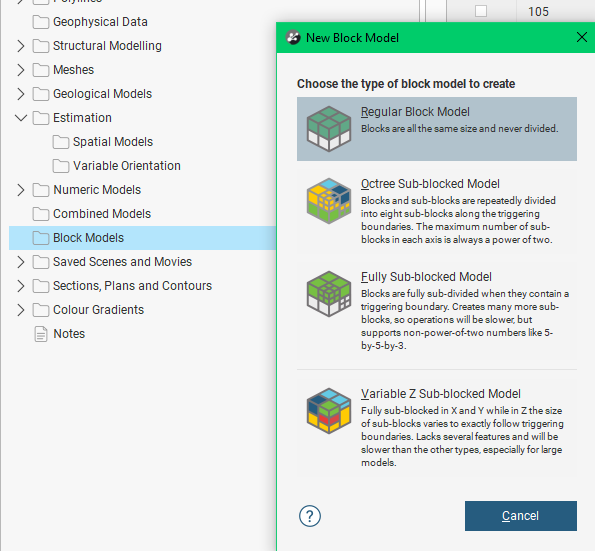 Polylines
105
Geophysical Data
Structural Modelling
Meshes
Geological Models
Estimation
Spatial Models
Variable Orientation
Numeric Models
Combined Models
Block Models
Saved Scenes and Movies
Sections, Plans and Contours
Colour Gradients
Notes
New Block Model
Choose the type of block model to create
Regular Block Model
Blocks are all the same size and never divided.
Octree Sub-blocked Model
Blocks and sub-blocks are repeatedly divided
into eight sub-blocks along the triggering
boundaries. The maximum number of sub-
blocks in each axis is always a power of two.
Fully Sub-blocked Model
Blocks are fully sub-divided when they contain a
triggering boundary. Creates many more sub-
blocks, so operations will be slower, but
supports non-power-of-two numbers like 5-
by-5-by-3.
Variable Z Sub-blocked Model
Fully sub-blocked in X and Y while in Z the size
of sub-blocks varies to exactly follow triggering
boundaries. Lacks several features and will be
slower than the other types, especially for large
models.
?
Cancel